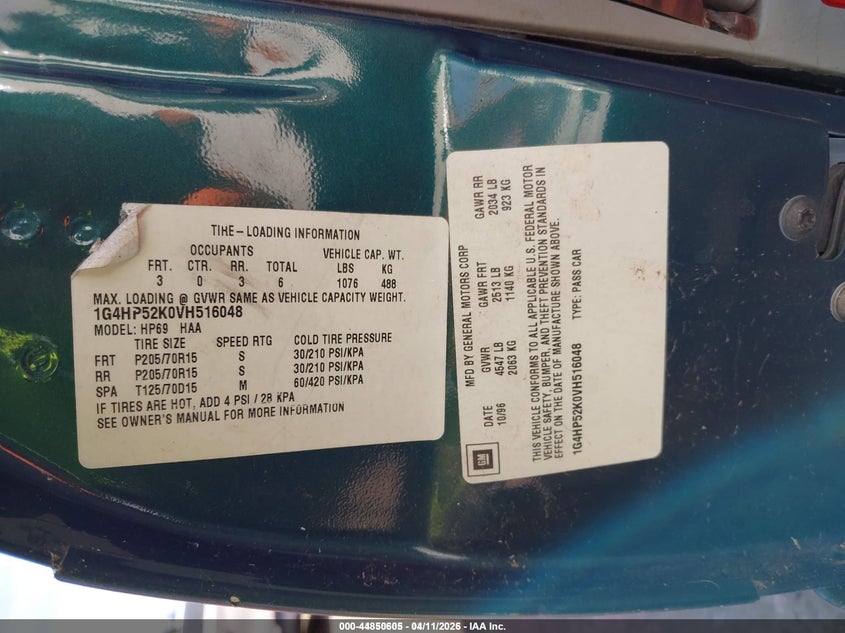 TIRE-LOADING INFORMATION
OCCUPANTS VEHICLE CAP. WT.
FRT. CTR. RR. TOTAL LBS KG
3 0 3 6 1076 488
MAX. LOADING @ GVWR SAME AS VEHICLE CAPACITY WEIGHT.
1G4HP52K0VH516048
MODEL: HP69 HAA
TIRE SIZE SPEED RTG COLD TIRE PRESSURE
FRT P205/70R15 S 30/210 PSI/KPA
RR P205/70R15 S 30/210 PSI/KPA
SPA T125/70D15 M 60/420 PSI/KPA
IF TIRES ARE HOT, ADD 4 PSI / 28 KPA
SEE OWNER'S MANUAL FOR MORE INFORMATION
MFD BY GENERAL MOTORS CORP
DATE GVWR GAWR FRT GAWR RR
10/96 4547 LB 2513 LB 2034 LB
2063 KG 1140 KG 923 KG
THIS VEHICLE CONFORMS TO ALL APPLICABLE U.S. FEDERAL MOTOR
VEHICLE SAFETY, BUMPER, AND THEFT PREVENTION STANDARDS IN
EFFECT ON THE DATE OF MANUFACTURE SHOWN ABOVE.
1G4HP52K0VH516048 TYPE: PASS CAR
GM
000-44850605 - 04/11/2026 - IAA Inc.